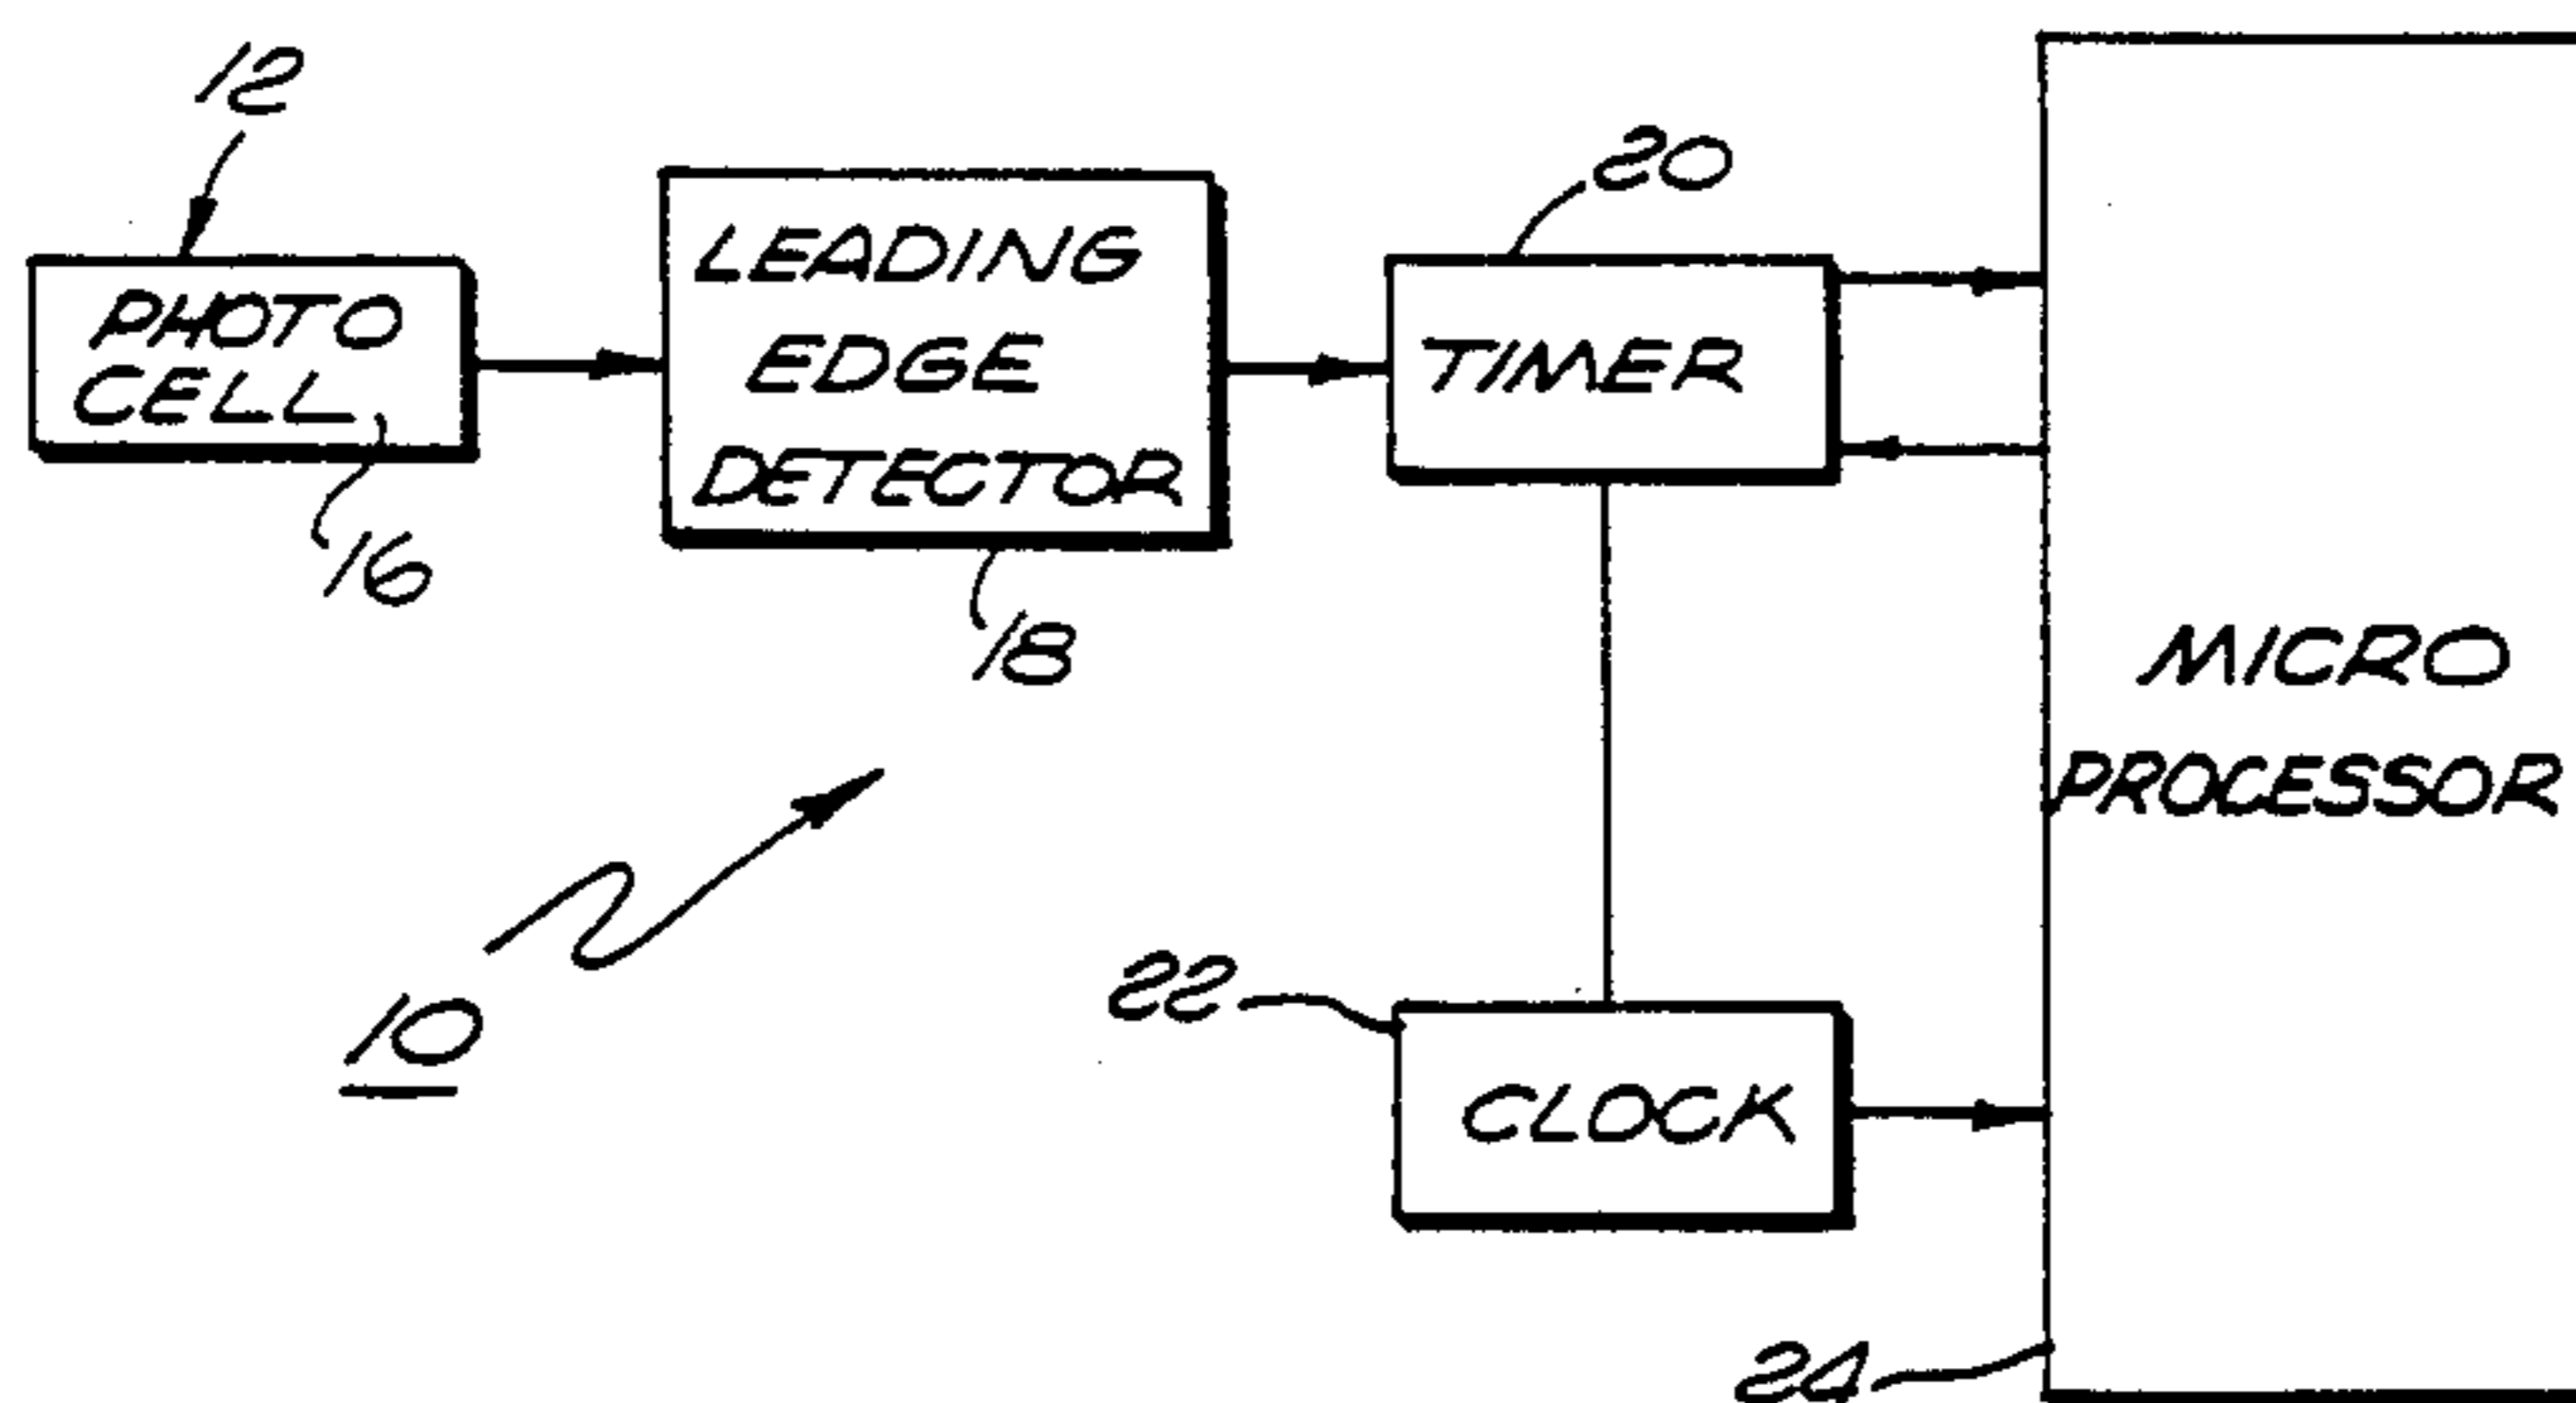 12
PHOTO
CELL
16
LEADING
EDGE
DETECTOR
18
20
TIMER
MICRO
PROCESSOR
10
22
CLOCK
24